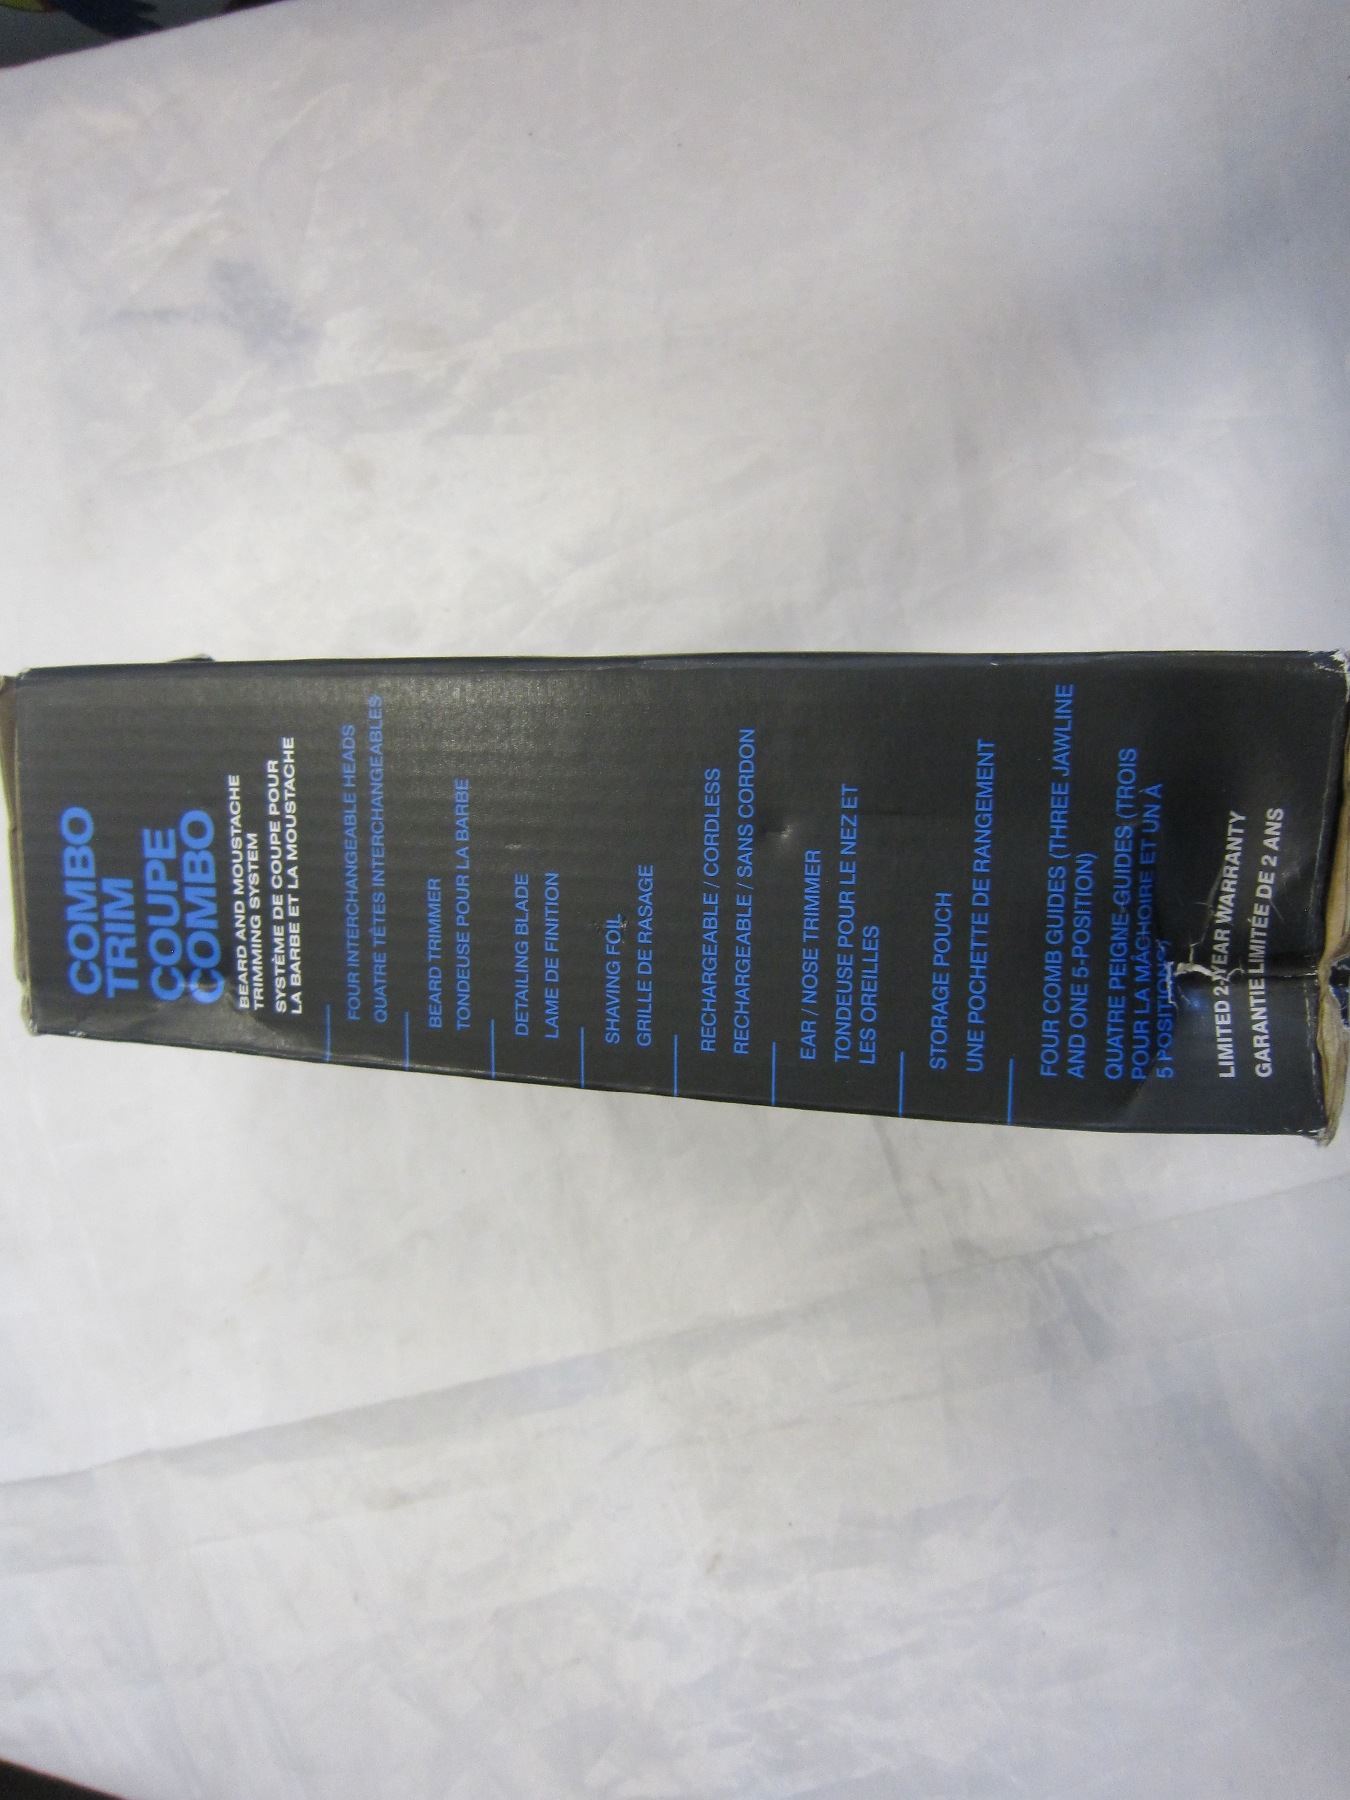 COMBO
TRIM
COUPE
COMBO
BEARD AND MOUSTACHE
TRIMMING SYSTEM
SYSTÈME DE COUPE POUR
LA BARBE ET LA MOUSTACHE
FOUR INTERCHANGEABLE HEADS
QUATRE TÊTES INTERCHANGEABLES
BEARD TRIMMER
TONDEUSE POUR LA BARBE
DETAILING BLADE
LAME DE FINITION
SHAVING FOIL
GRILLE DE RASAGE
RECHARGEABLE / CORDLESS
RECHARGEABLE / SANS CORDON
EAR / NOSE TRIMMER
TONDEUSE POUR LE NEZ ET
LES OREILLES
STORAGE POUCH
UNE POCHETTE DE RANGEMENT
FOUR COMB GUIDES (THREE JAWLINE
AND ONE 5-POSITION)
QUATRE PEIGNE-GUIDES (TROIS
POUR LA MÂCHOIRE ET UN À
5 POSITIONS)
LIMITED 2-YEAR WARRANTY
GARANTIE LIMITÉE DE 2 ANS